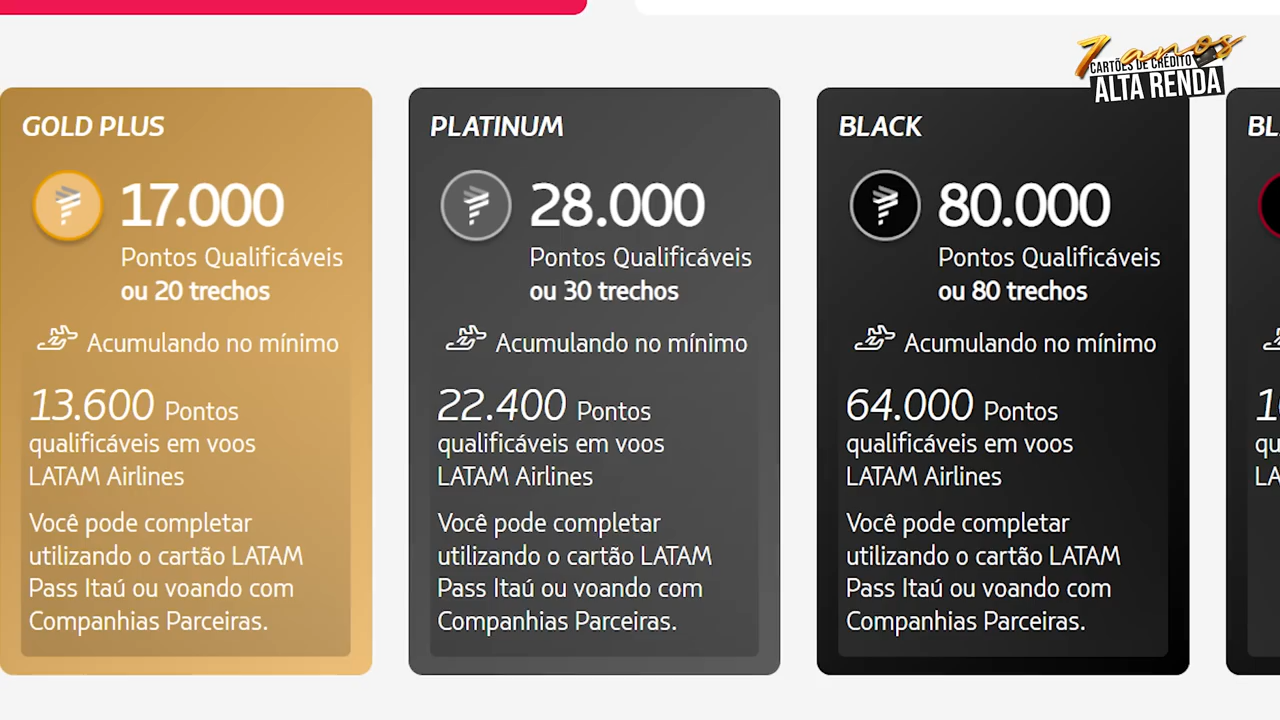 7 anos
CARTÕES DE CRÉDITO
ALTA RENDA
GOLD PLUS
17.000
Pontos Qualificáveis
ou 20 trechos
Acumulando no mínimo
13.600 Pontos
qualificáveis em voos
LATAM Airlines
Você pode completar
utilizando o cartão LATAM
Pass Itaú ou voando com
Companhias Parceiras.
PLATINUM
28.000
Pontos Qualificáveis
ou 30 trechos
Acumulando no mínimo
22.400 Pontos
qualificáveis em voos
LATAM Airlines
Você pode completar
utilizando o cartão LATAM
Pass Itaú ou voando com
Companhias Parceiras.
BLACK
80.000
Pontos Qualificáveis
ou 80 trechos
Acumulando no mínimo
64.000 Pontos
qualificáveis em voos
LATAM Airlines
Você pode completar
utilizando o cartão LATAM
Pass Itaú ou voando com
Companhias Parceiras.